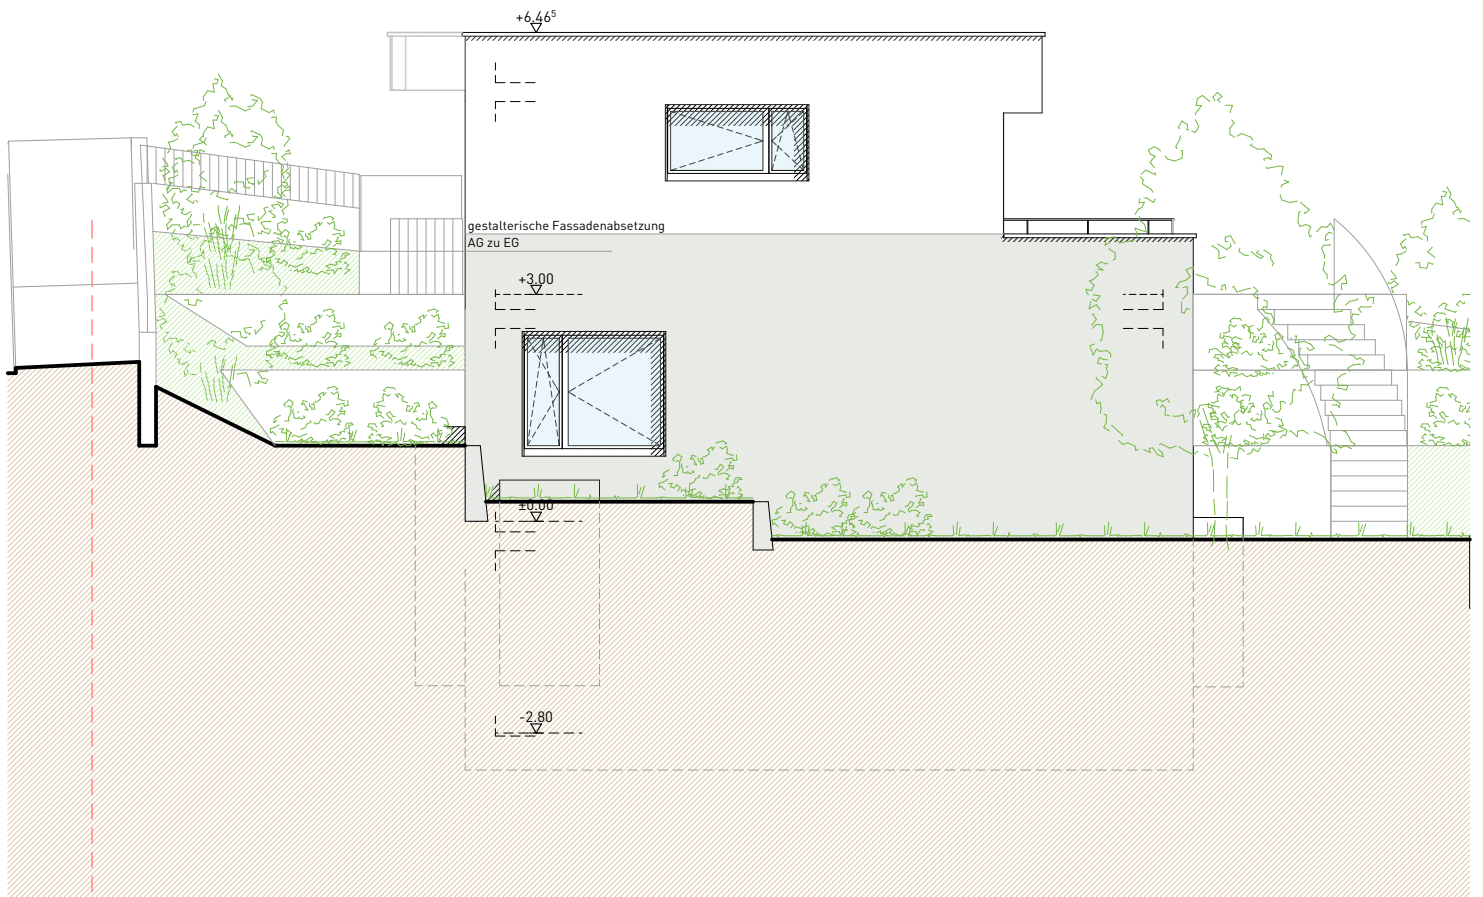 +6.46⁵
gestalterische Fassadenabsetzung
AG zu EG
+3.00
±0.00
-2.80